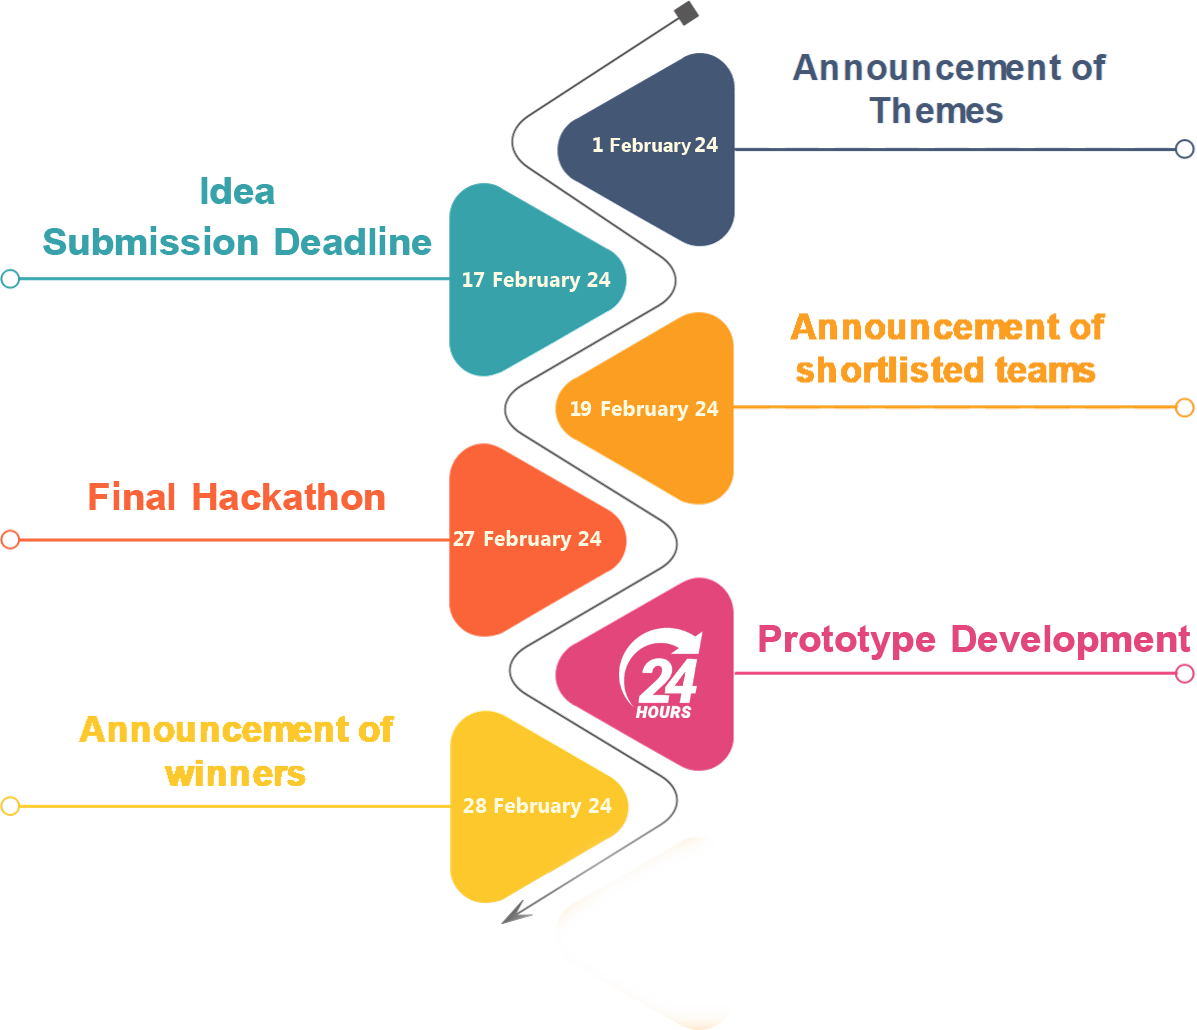 Announcement of
Themes
1 February 24
Idea
Submission Deadline
17 February 24
Announcement of
shortlisted teams
19 February 24
Final Hackathon
27 February 24
Prototype Development
24
HOURS
Announcement of
winners
28 February 24